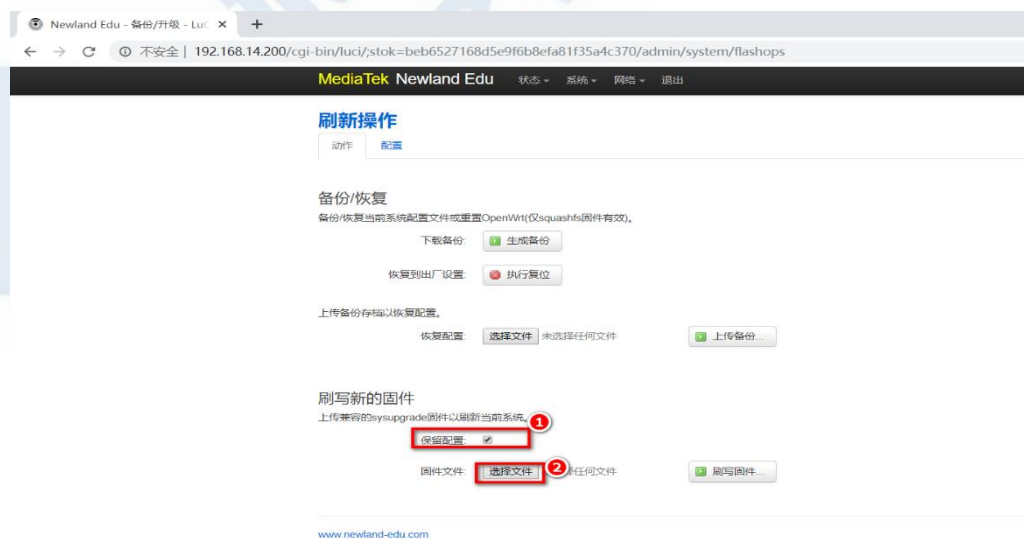 Newland Edu - 备份/升级 - Lu
不安全 | 192.168.14.200/cgi-bin/luci/;stok=beb6527168d5e9f6b8efa81f35a4c370/admin/system/flashops
MediaTek Newland Edu 状态 系统 网络 退出
刷新操作
动作 配置
备份/恢复
备份/恢复当前系统配置文件或重置OpenWrt(仅squashfs固件有效)。
下载备份: 生成备份
恢复到出厂设置: 执行复位
上传备份存档以恢复配置。
恢复配置: 选择文件 未选择任何文件 上传备份...
刷写新的固件
上传兼容的sysupgrade固件以刷新当前系统。
1
保留配置:
固件文件: 选择文件 2 择任何文件 刷写固件...
www.newland-edu.com